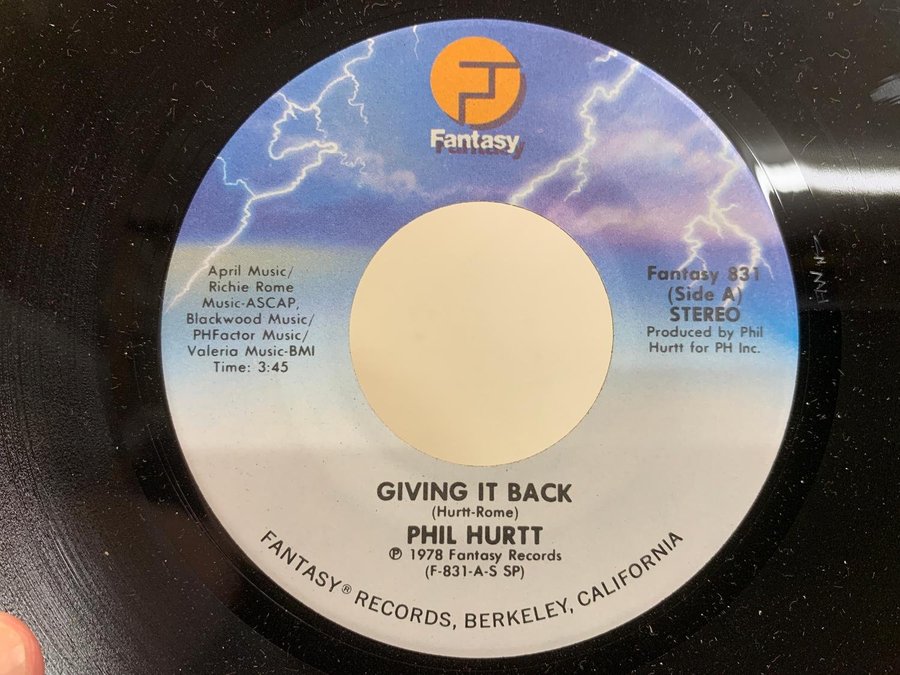 Fantasy
April Music/
Richie Rome
Music-ASCAP,
Blackwood Music/
PHFactor Music/
Valeria Music-BMI
Time: 3:45
Fantasy 831
(Side A)
STEREO
Produced by Phil
Hurtt for PH Inc.
GIVING IT BACK
(Hurtt-Rome)
PHIL HURTT
℗ 1978 Fantasy Records
(F-831-A-S SP)
FANTASY® RECORDS, BERKELEY, CALIFORNIA